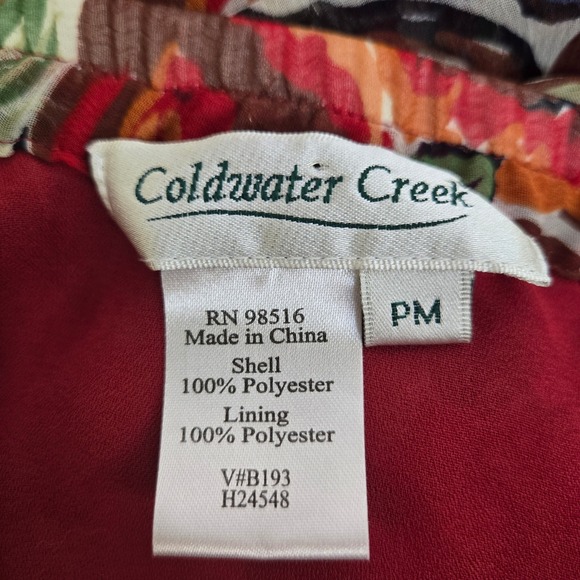 Coldwater Creek
PM
RN 98516
Made in China
Shell
100% Polyester
Lining
100% Polyester
V#B193
H24548